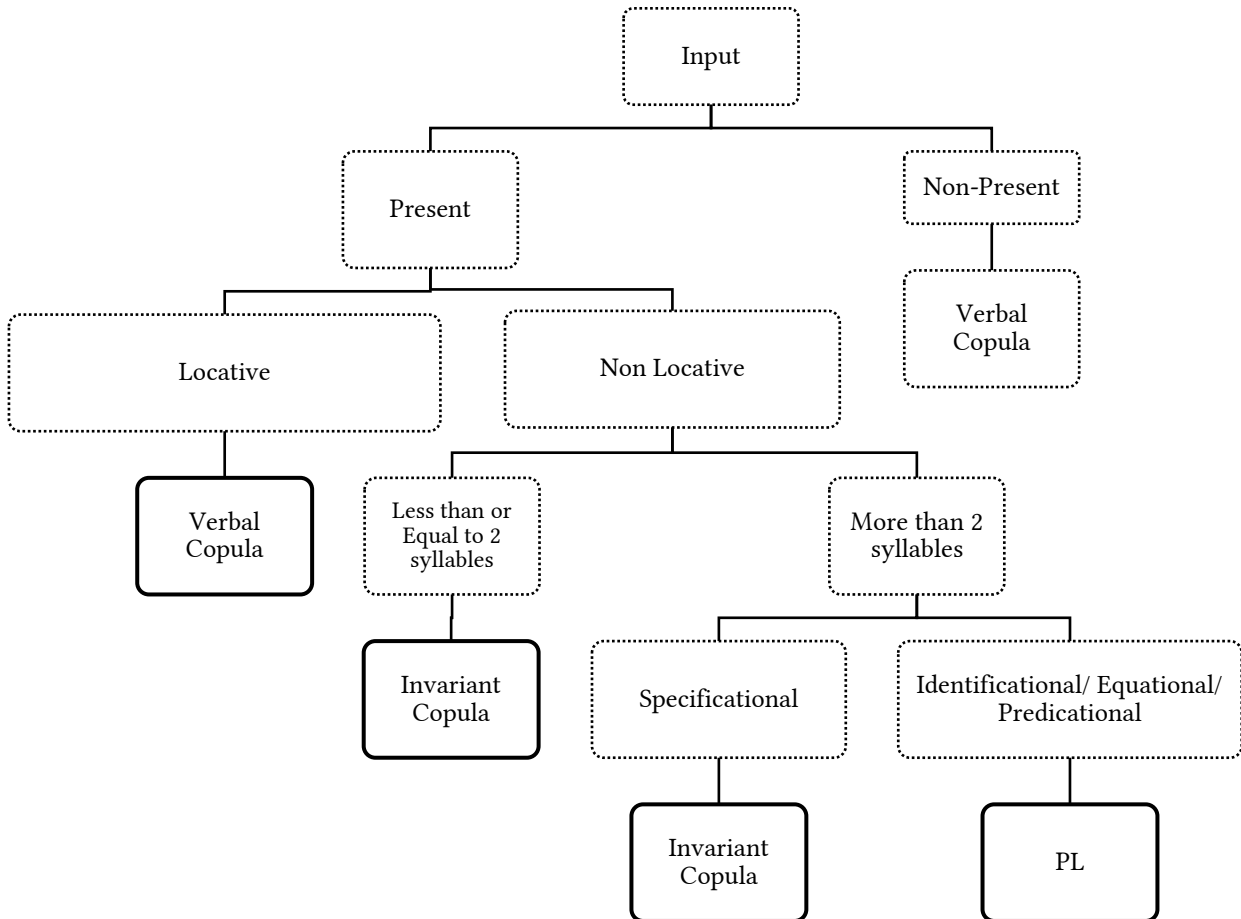 Input
Present
Non-Present
Verbal
Copula
Locative
Non Locative
Verbal
Copula
Less than or
Equal to 2
syllables
More than 2
syllables
Invariant
Copula
Specificational
Identificational/ Equational/
Predicational
Invariant
Copula
PL